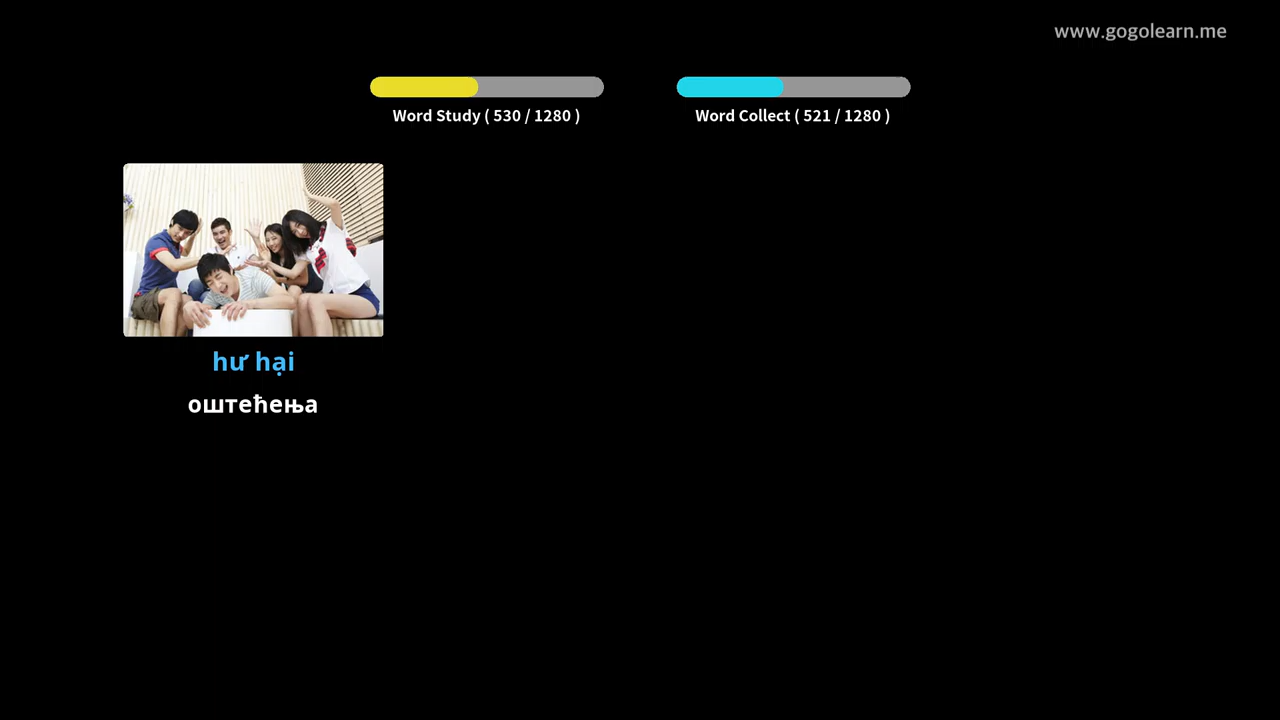 www.gogolearn.me
Word Study ( 530 / 1280 )
Word Collect ( 521 / 1280 )
hư hại
оштећења